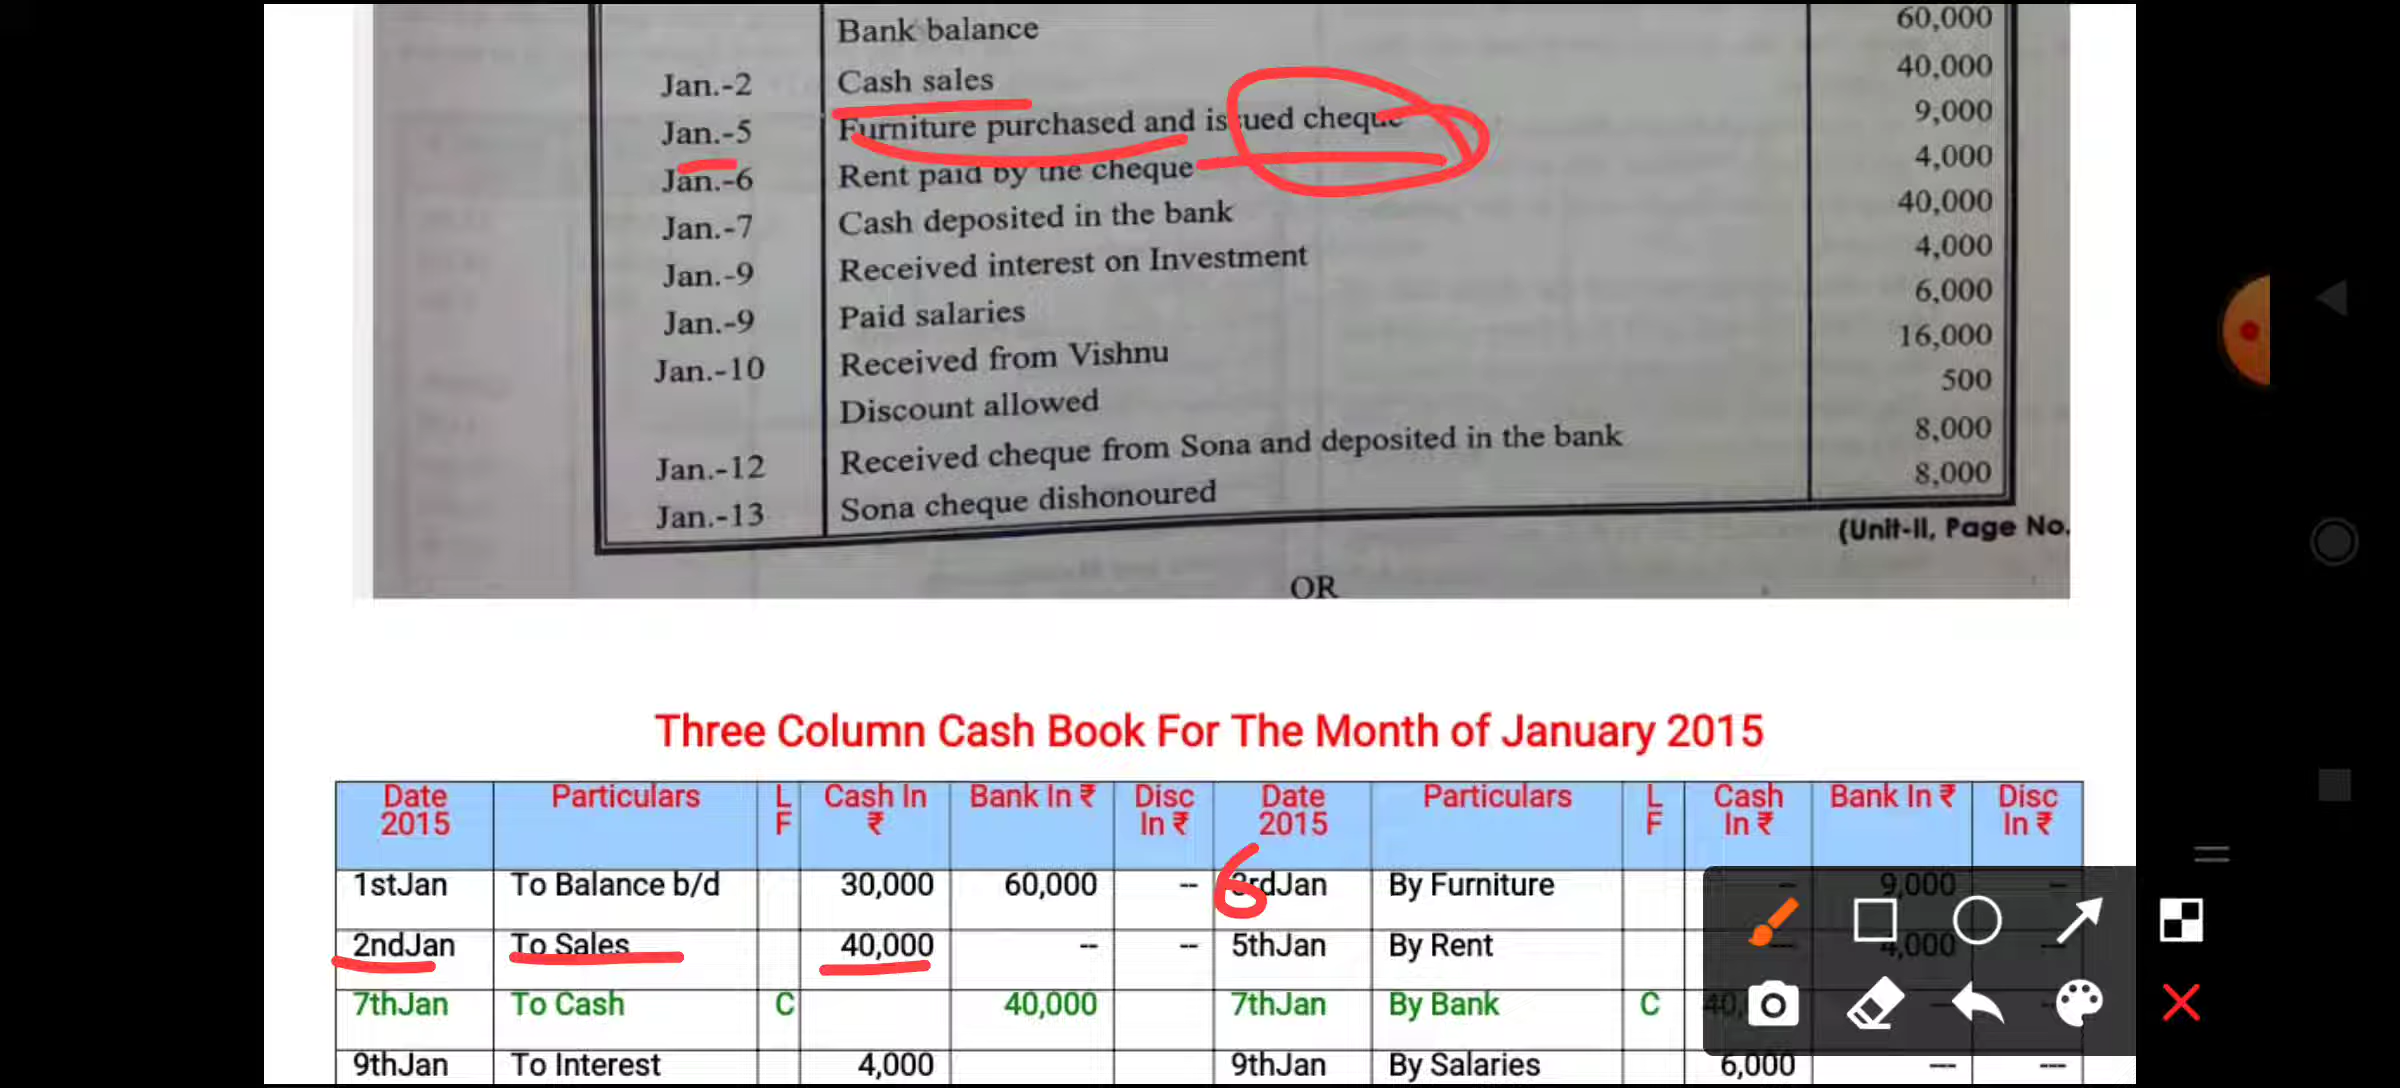 Bank balance 60,000
Jan.-2 Cash sales 40,000
Jan.-5 Furniture purchased and issued cheque 9,000
Jan.-6 Rent paid by the cheque 4,000
Jan.-7 Cash deposited in the bank 40,000
Jan.-9 Received interest on Investment 4,000
Jan.-9 Paid salaries 6,000
Jan.-10 Received from Vishnu 16,000
Discount allowed 500
Jan.-12 Received cheque from Sona and deposited in the bank 8,000
Jan.-13 Sona cheque dishonoured 8,000
(Unit-II, Page No.
OR
Three Column Cash Book For The Month of January 2015
Date 2015 Particulars L F Cash In ₹ Bank In ₹ Disc In ₹ Date 2015 Particulars L F Cash In ₹ Bank In ₹ Disc In ₹
1stJan To Balance b/d 30,000 60,000 -- 6 rdJan By Furniture -- 9,000 --
2ndJan To Sales 40,000 -- -- 5thJan By Rent --- 4,000 ---
7thJan To Cash C 40,000 7thJan By Bank C
9thJan To Interest 4,000 9thJan By Salaries 6,000 --- ---